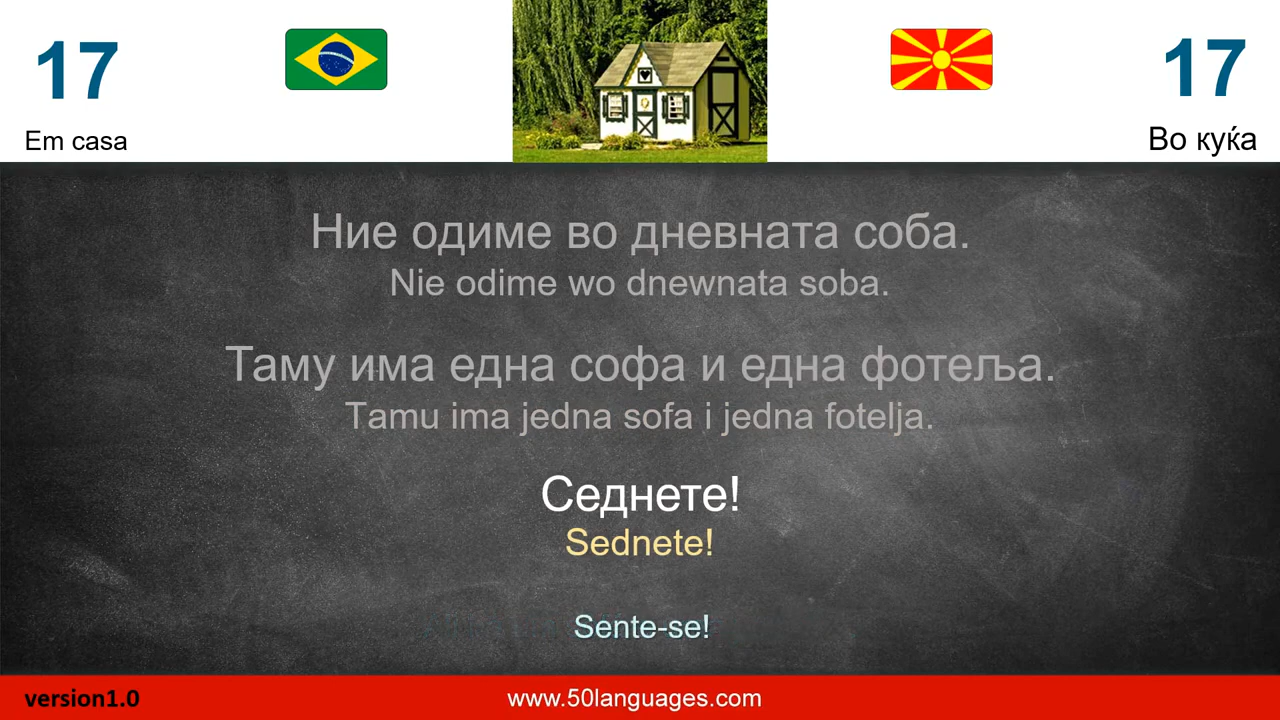 17
17
Em casa
Во куќа
Ние одиме во дневната соба.
Nie odime wo dnewnata soba.
Таму има една софа и една фотеља.
Tamu ima jedna sofa i jedna fotelja.
Седнете!
Sednete!
Sente-se!
version1.0
www.50languages.com